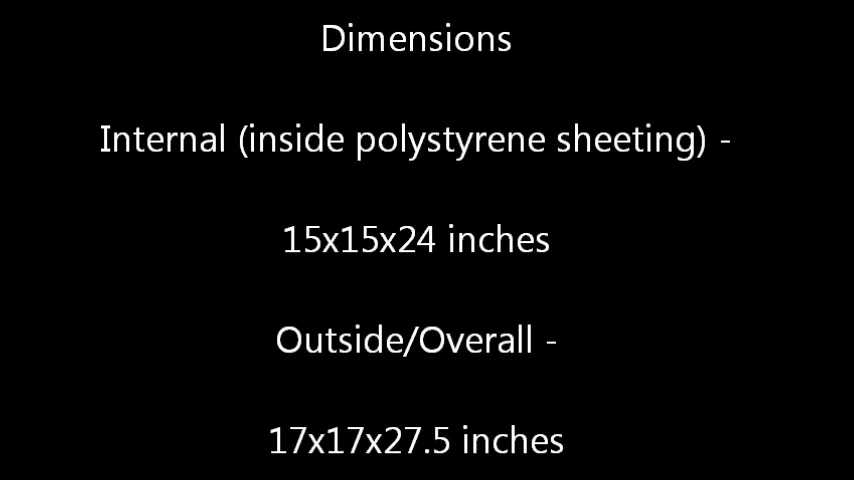 Dimensions
Internal (inside polystyrene sheeting) -
15x15x24 inches
Outside/Overall -
17x17x27.5 inches